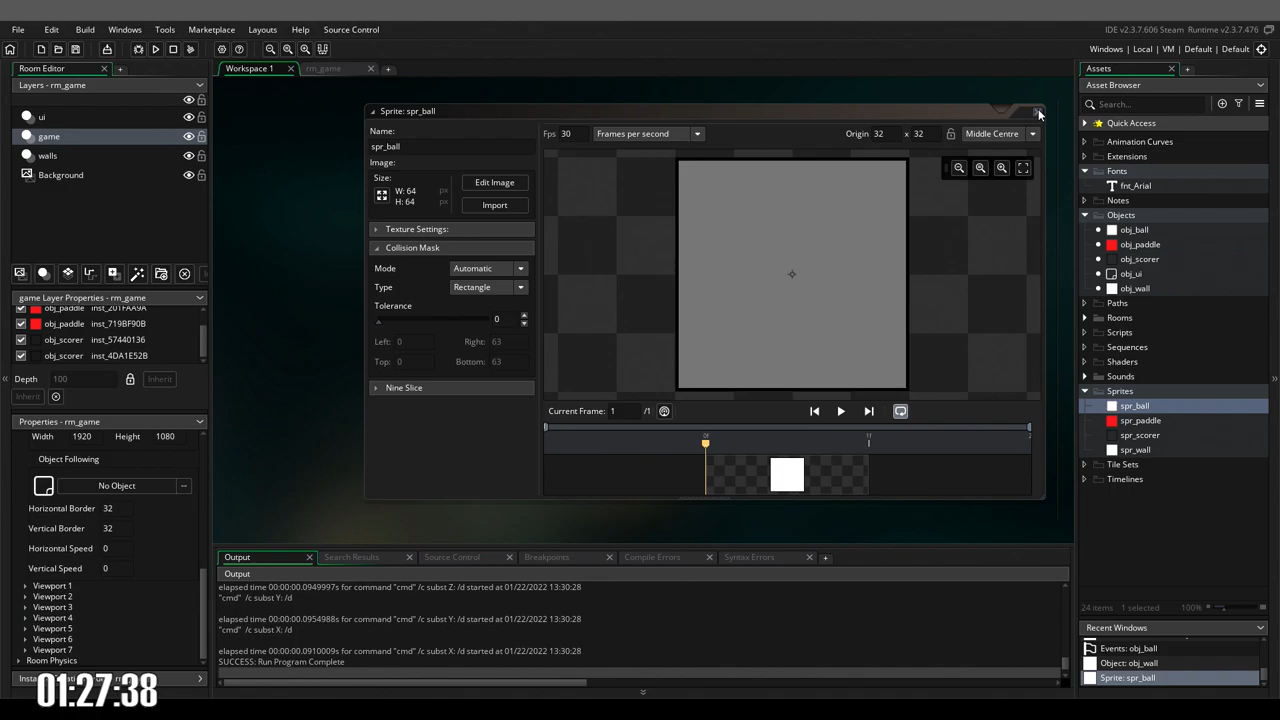 File Edit Build Windows Tools Marketplace Layouts Help Source Control
IDE v2.3.7.606 Steam Runtime v2.3.7.476
Windows | Local | VM | Default | Default
Room Editor
Workspace 1
rm_game
Layers - rm_game
ui
game
walls
Background
game Layer Properties - rm_game
obj_paddle inst_201FAA9A
obj_paddle inst_719BF90B
obj_scorer inst_57440136
obj_scorer inst_4DA1E52B
Depth 100 Inherit
Inherit
Properties - rm_game
Width 1920 Height 1080
Object Following
No Object
Horizontal Border 32
Vertical Border 32
Horizontal Speed 0
Vertical Speed 0
Viewport 1
Viewport 2
Viewport 3
Viewport 4
Viewport 5
Viewport 6
Viewport 7
Room Physics
01:27:38
Sprite: spr_ball
Name:
spr_ball
Image:
Size:
W: 64 px
H: 64 px
Edit Image
Import
Texture Settings:
Collision Mask
Mode Automatic
Type Rectangle
Tolerance
0
Left: 0 Right: 63
Top: 0 Bottom: 63
Nine Slice
Fps 30 Frames per second
Origin 32 x 32 Middle Centre
Current Frame: 1 /1
0f
1f
Output Search Results Source Control Breakpoints Compile Errors Syntax Errors
Output
elapsed time 00:00:00.0949997s for command "cmd" /c subst Z: /d started at 01/22/2022 13:30:28
"cmd" /c subst Y: /d
elapsed time 00:00:00.0954988s for command "cmd" /c subst Y: /d started at 01/22/2022 13:30:28
"cmd" /c subst X: /d
elapsed time 00:00:00.0910009s for command "cmd" /c subst X: /d started at 01/22/2022 13:30:28
SUCCESS: Run Program Complete
Assets
Asset Browser
Search...
Quick Access
Animation Curves
Extensions
Fonts
fnt_Arial
Notes
Objects
obj_ball
obj_paddle
obj_scorer
obj_ui
obj_wall
Paths
Rooms
Scripts
Sequences
Shaders
Sounds
Sprites
spr_ball
spr_paddle
spr_scorer
spr_wall
Tile Sets
Timelines
24 items 1 selected 100%
Recent Windows
Events: obj_ball
Object: obj_wall
Sprite: spr_ball